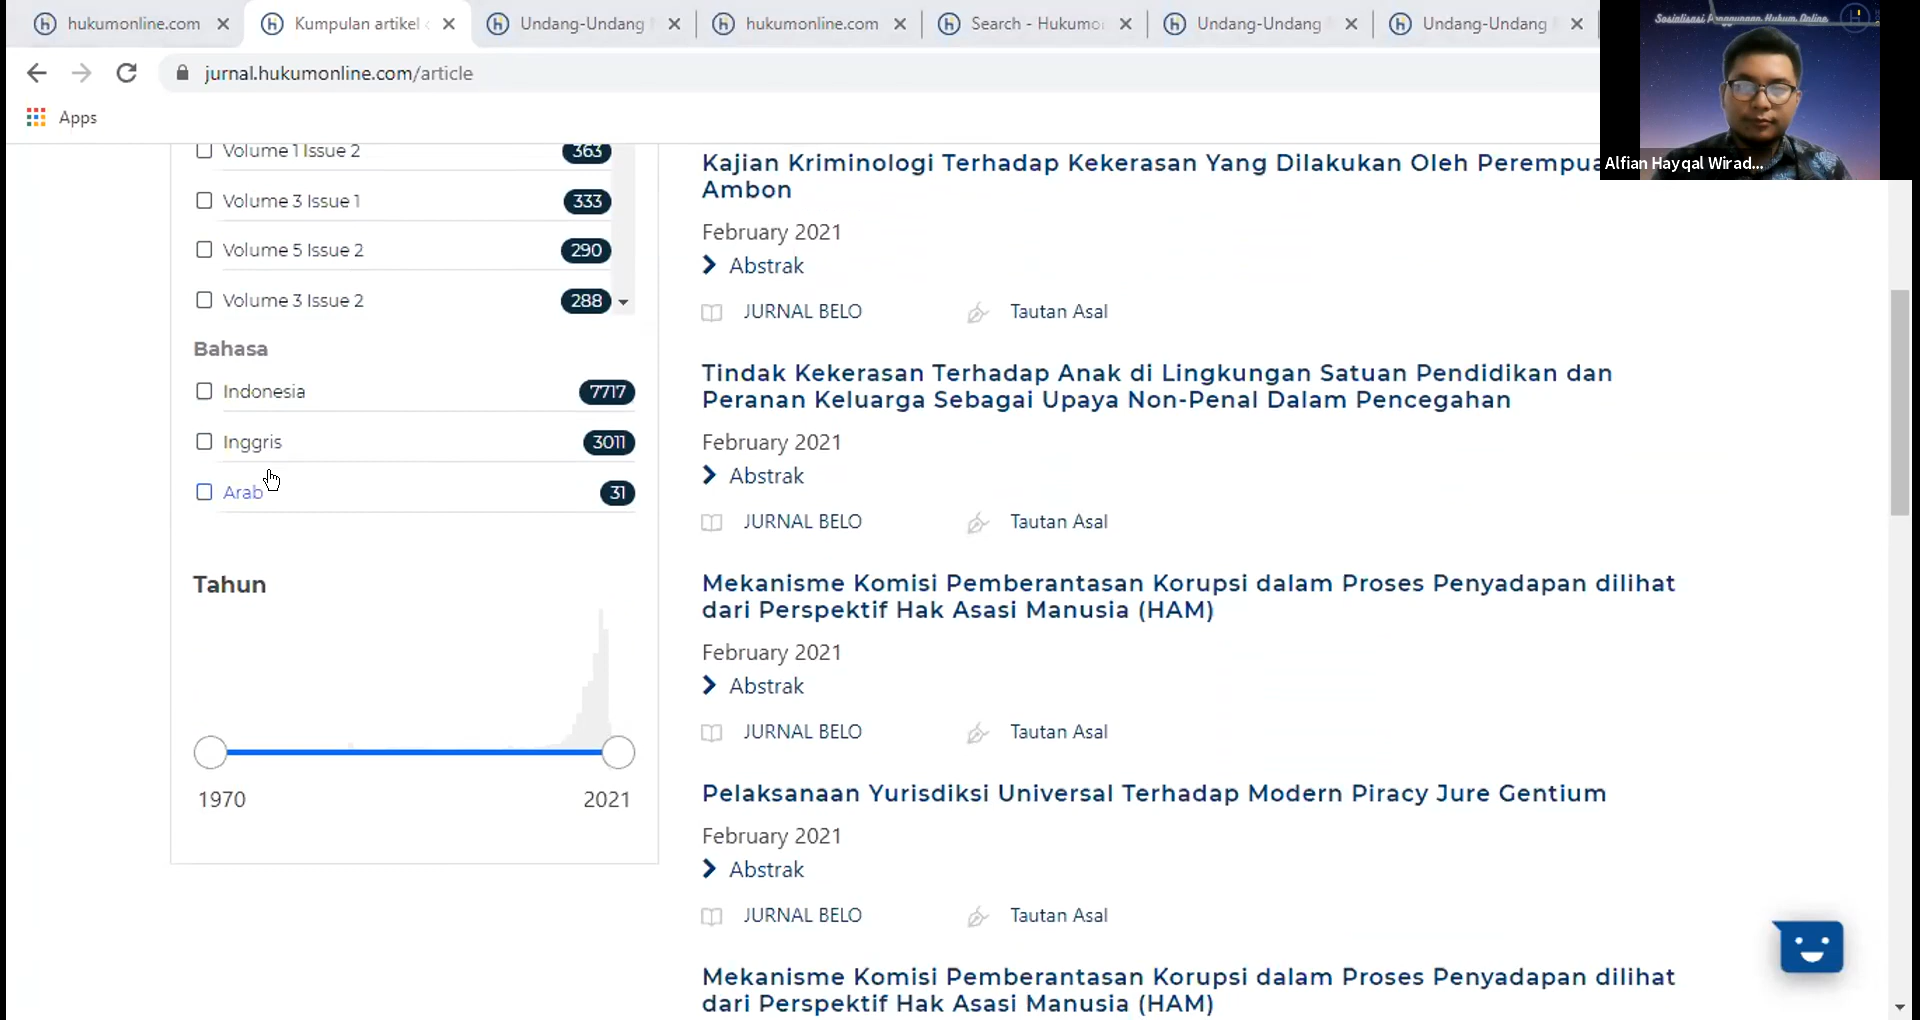 hukumonline.com
Kumpulan artikel
Undang-Undang
hukumonline.com
Search - Hukumo
Undang-Undang
Undang-Undang
jurnal.hukumonline.com/article
Apps
Sosialisasi Penggunaan Hukum Online
Alfian Hayqal Wirad...
Volume 1 Issue 2 363
Volume 3 Issue 1 333
Volume 5 Issue 2 290
Volume 3 Issue 2 288
Bahasa
Indonesia 7717
Inggris 3011
Arab 31
Tahun
1970 2021
Kajian Kriminologi Terhadap Kekerasan Yang Dilakukan Oleh Perempua
Ambon
February 2021
Abstrak
JURNAL BELO Tautan Asal
Tindak Kekerasan Terhadap Anak di Lingkungan Satuan Pendidikan dan
Peranan Keluarga Sebagai Upaya Non-Penal Dalam Pencegahan
February 2021
Abstrak
JURNAL BELO Tautan Asal
Mekanisme Komisi Pemberantasan Korupsi dalam Proses Penyadapan dilihat
dari Perspektif Hak Asasi Manusia (HAM)
February 2021
Abstrak
JURNAL BELO Tautan Asal
Pelaksanaan Yurisdiksi Universal Terhadap Modern Piracy Jure Gentium
February 2021
Abstrak
JURNAL BELO Tautan Asal
Mekanisme Komisi Pemberantasan Korupsi dalam Proses Penyadapan dilihat
dari Perspektif Hak Asasi Manusia (HAM)